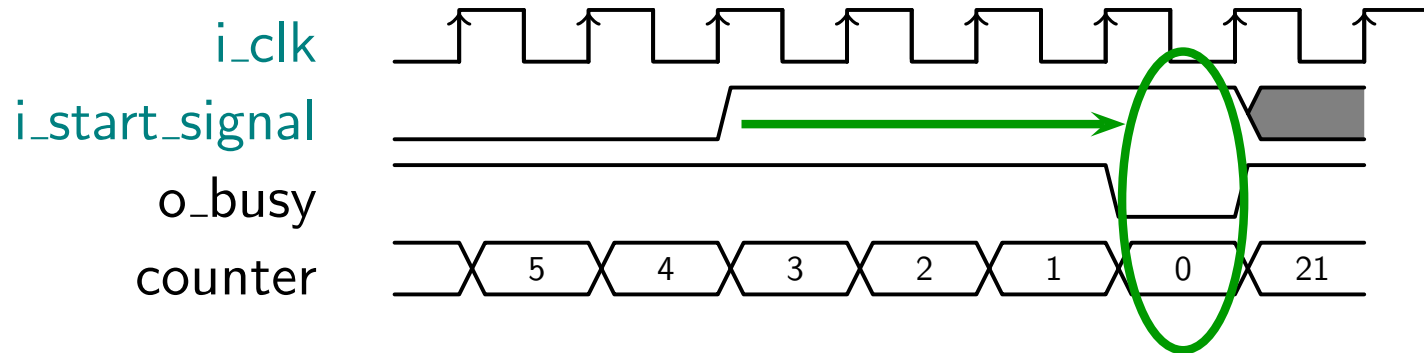 i_clk
i_start_signal
o_busy
counter 5 4 3 2 1 0 21